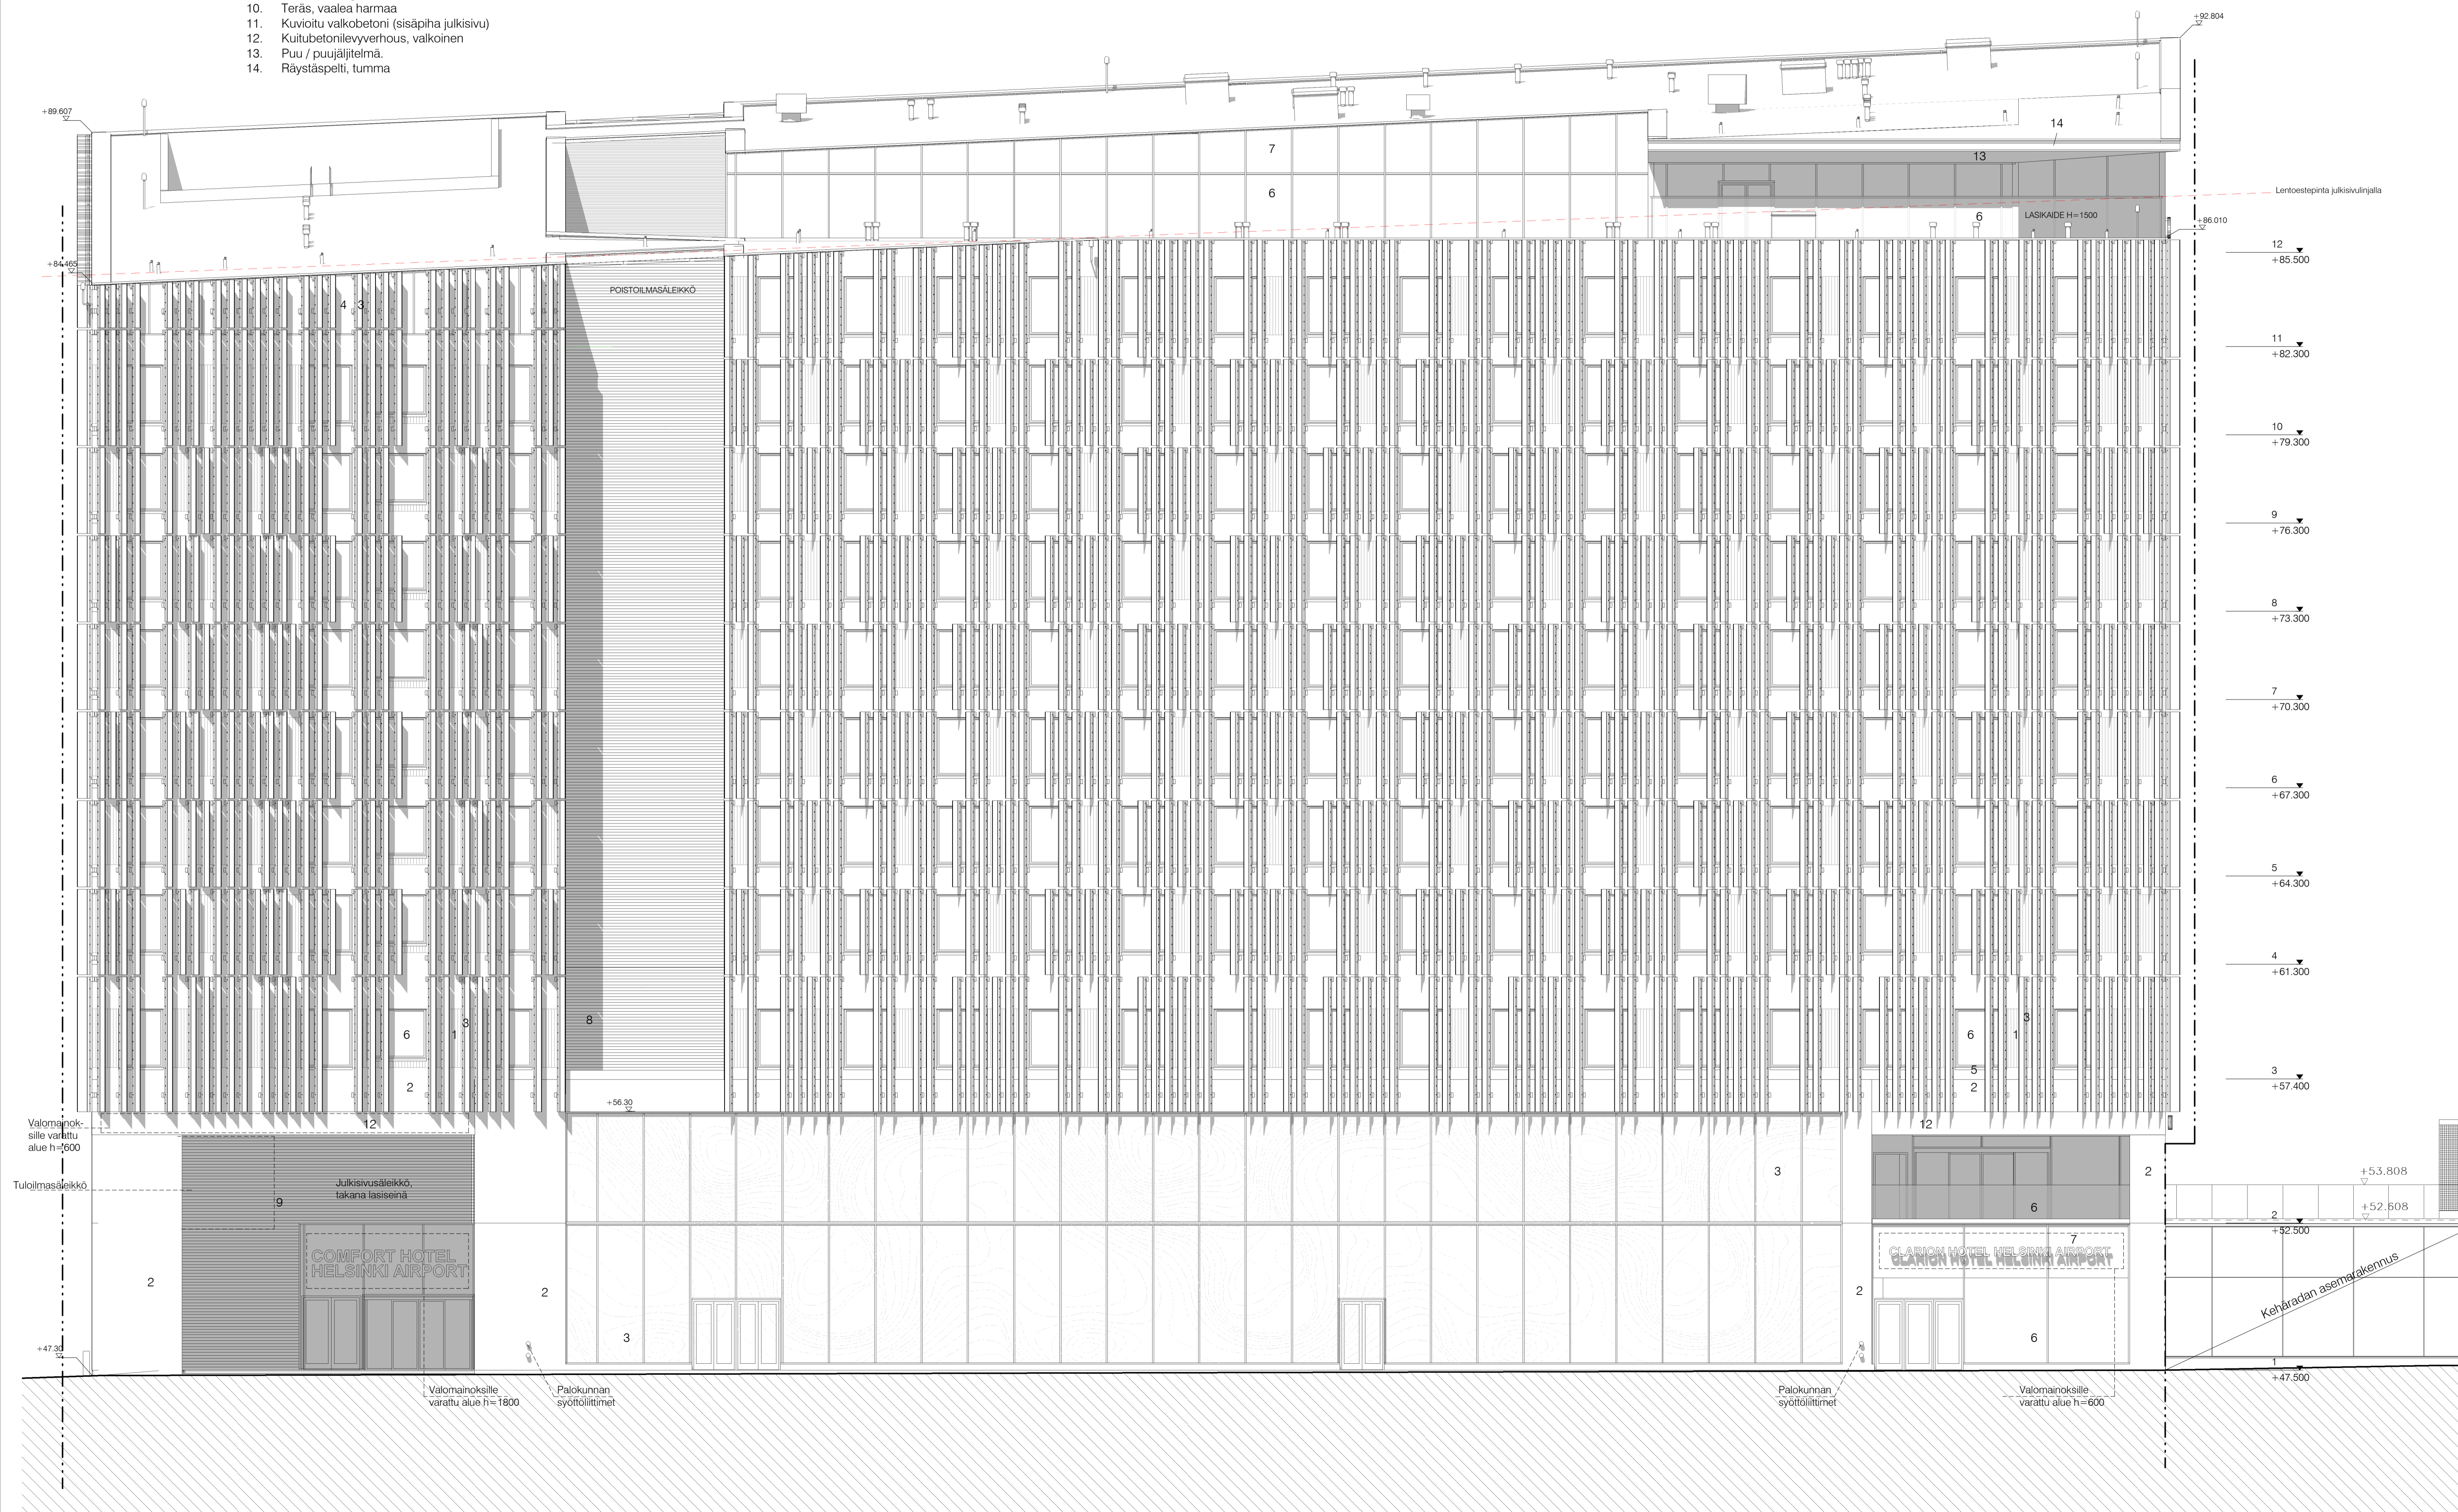 10. Teräs, vaalea harmaa
11. Kuvioitu valkobetoni (sisäpiha julkisivu)
12. Kuitubetonilevyverhous, valkoinen
13. Puu / puujäljitelmä.
14. Räystäspelti, tumma
+92.804
+89.607
14
7
13
Lentoestepinta julkisivulinjalla
6
6
LASIKAIDE H=1500
+86.010
12
+85.500
+84.465
POISTOILMASÄLEIKKÖ
4 3
11
+82.300
10
+79.300
9
+76.300
8
+73.300
7
+70.300
6
+67.300
5
+64.300
4
+61.300
3
6
1
8
3
6
1
5
2
2
3
+57.400
+56.30
Valomainok-
sille varattu
alue h=600
12
12
Tuloilmasäleikkö
Julkisivusäleikkö,
takana lasiseinä
9
3
2
+53.808
6
+52.608
2
+52.500
7
COMFORT HOTEL
HELSINKI AIRPORT
CLARION HOTEL HELSINKI AIRPORT
2
2
2
Kehäradan asemarakennus
3
6
+47.30
1
+47.500
Valomainoksille
varattu alue h=1800
Palokunnan
syöttöliittimet
Palokunnan
syöttöliittimet
Valomainoksille
varattu alue h=600